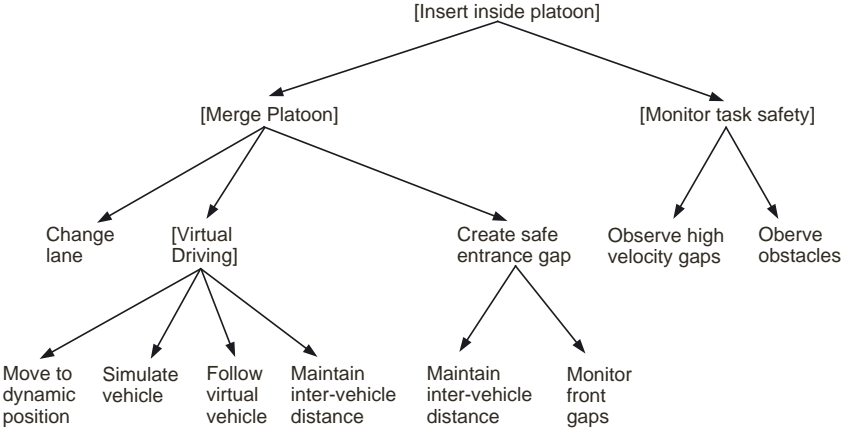 [Insert inside platoon]
[Merge Platoon]
[Monitor task safety]
Change
lane
[Virtual
Driving]
Create safe
entrance gap
Observe high
velocity gaps
Oberve
obstacles
Move to
dynamic
position
Simulate
vehicle
Follow
virtual
vehicle
Maintain
inter-vehicle
distance
Maintain
inter-vehicle
distance
Monitor
front
gaps